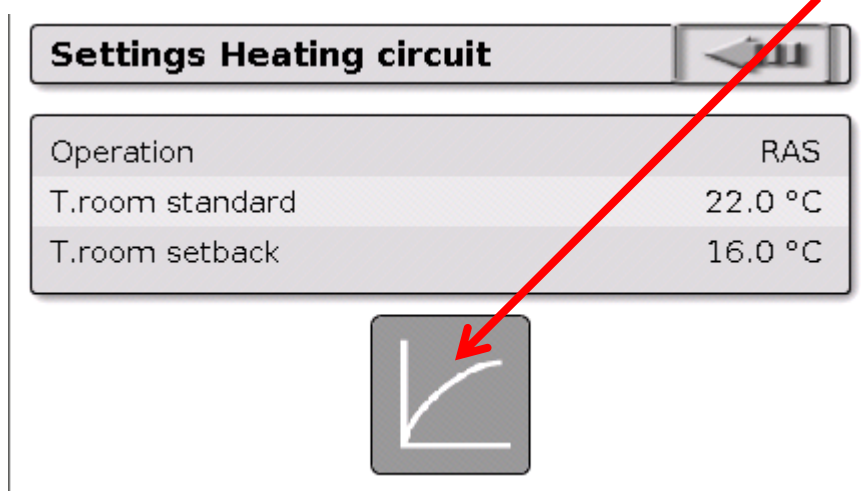 Settings Heating circuit
Operation RAS
T.room standard 22.0 °C
T.room setback 16.0 °C